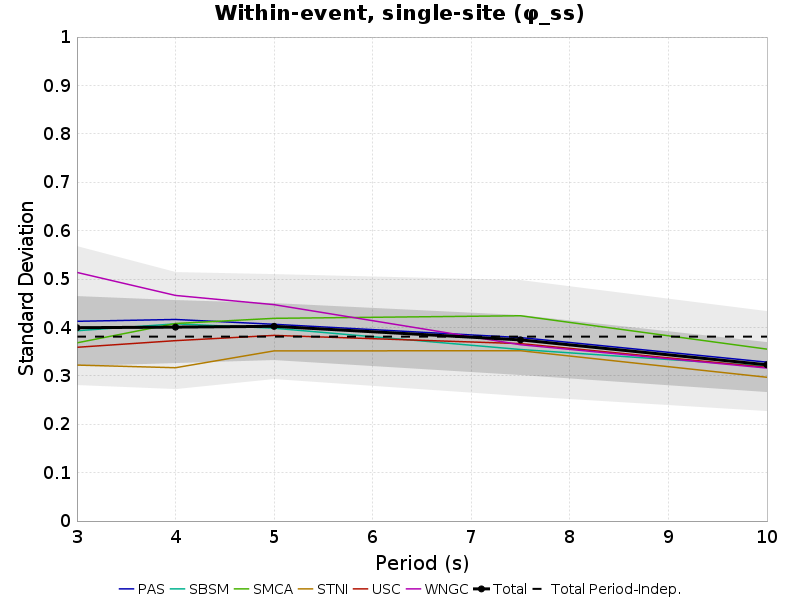 Within-event, single-site (φ_ss)
Standard Deviation
1
0.9
0.8
0.7
0.6
0.5
0.4
0.3
0.2
0.1
0
3 4 5 6 7 8 9 10
Period (s)
PAS SBSM SMCA STNI USC WNGC Total Total Period-Indep.